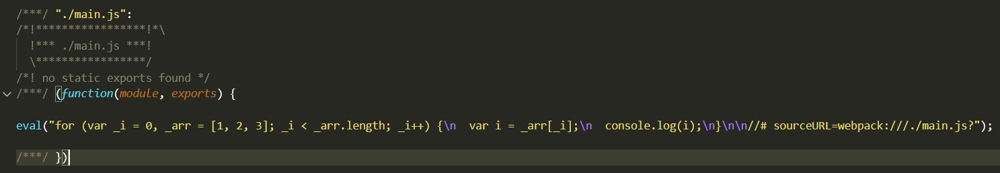 /***/ "./main.js":
/*!*****************!*\
  !*** ./main.js ***!
  \*****************/
/*! no static exports found */
/***/ (function(module, exports) {
eval("for (var _i = 0, _arr = [1, 2, 3]; _i < _arr.length; _i++) {\n  var i = _arr[_i];\n  console.log(i);\n}\n\n//# sourceURL=webpack:///./main.js?");
/***/ })